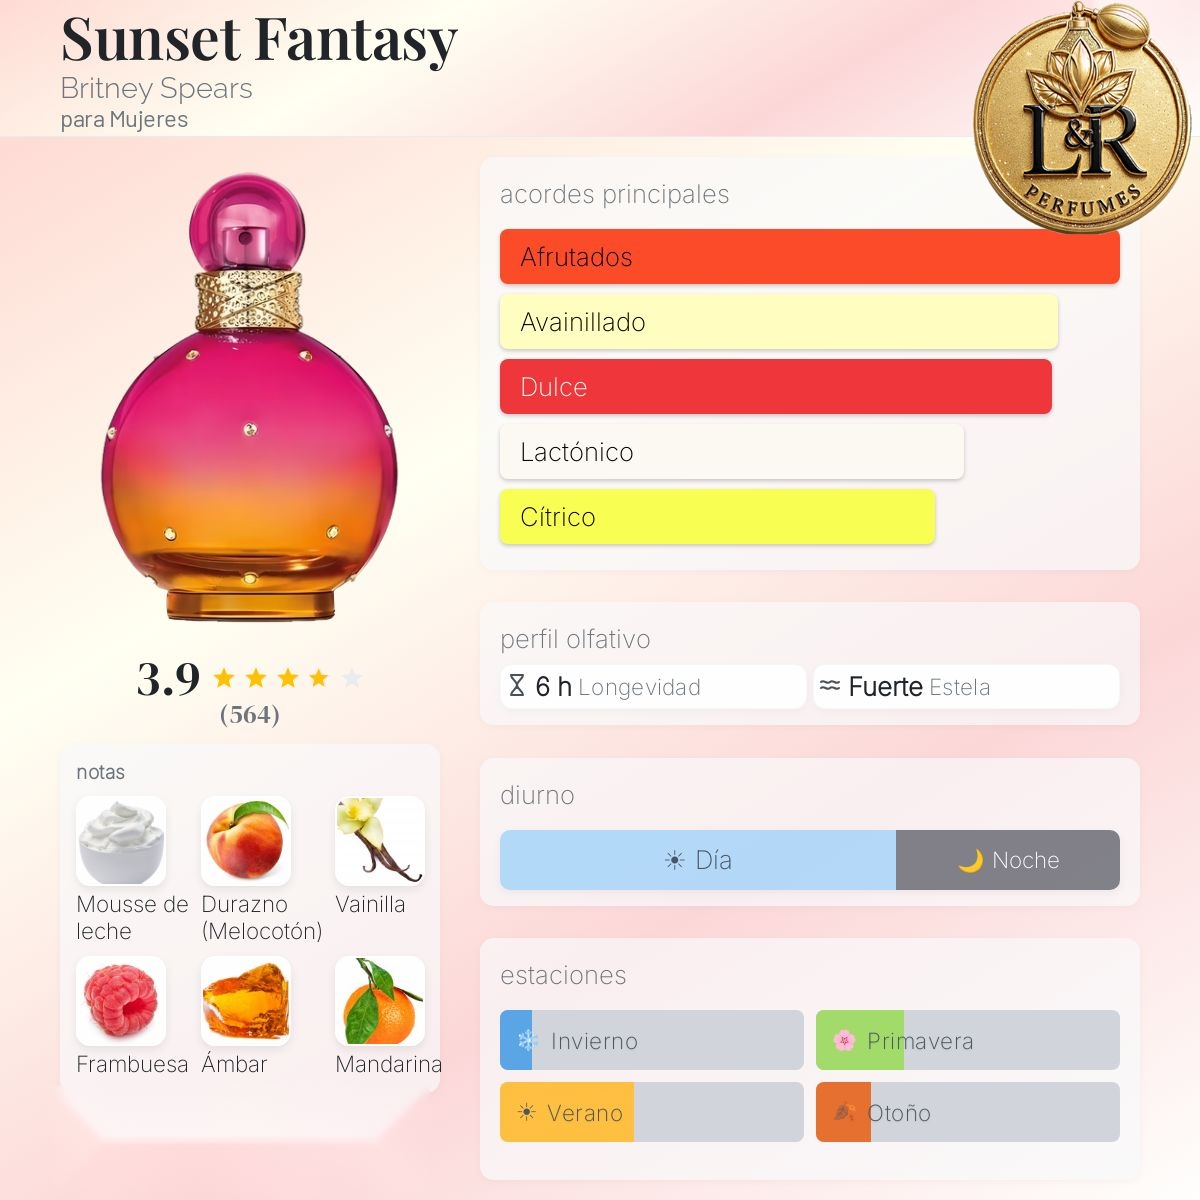 Sunset Fantasy
Britney Spears
para Mujeres
L&R
PERFUMES
3.9
(564)
notas
Mousse de
leche
Durazno
(Melocotón)
Vainilla
Frambuesa
Ámbar
Mandarina
acordes principales
Afrutados
Avainillado
Dulce
Lactónico
Cítrico
perfil olfativo
6 h Longevidad
Fuerte Estela
diurno
Día
Noche
estaciones
Invierno
Primavera
Verano
Otoño